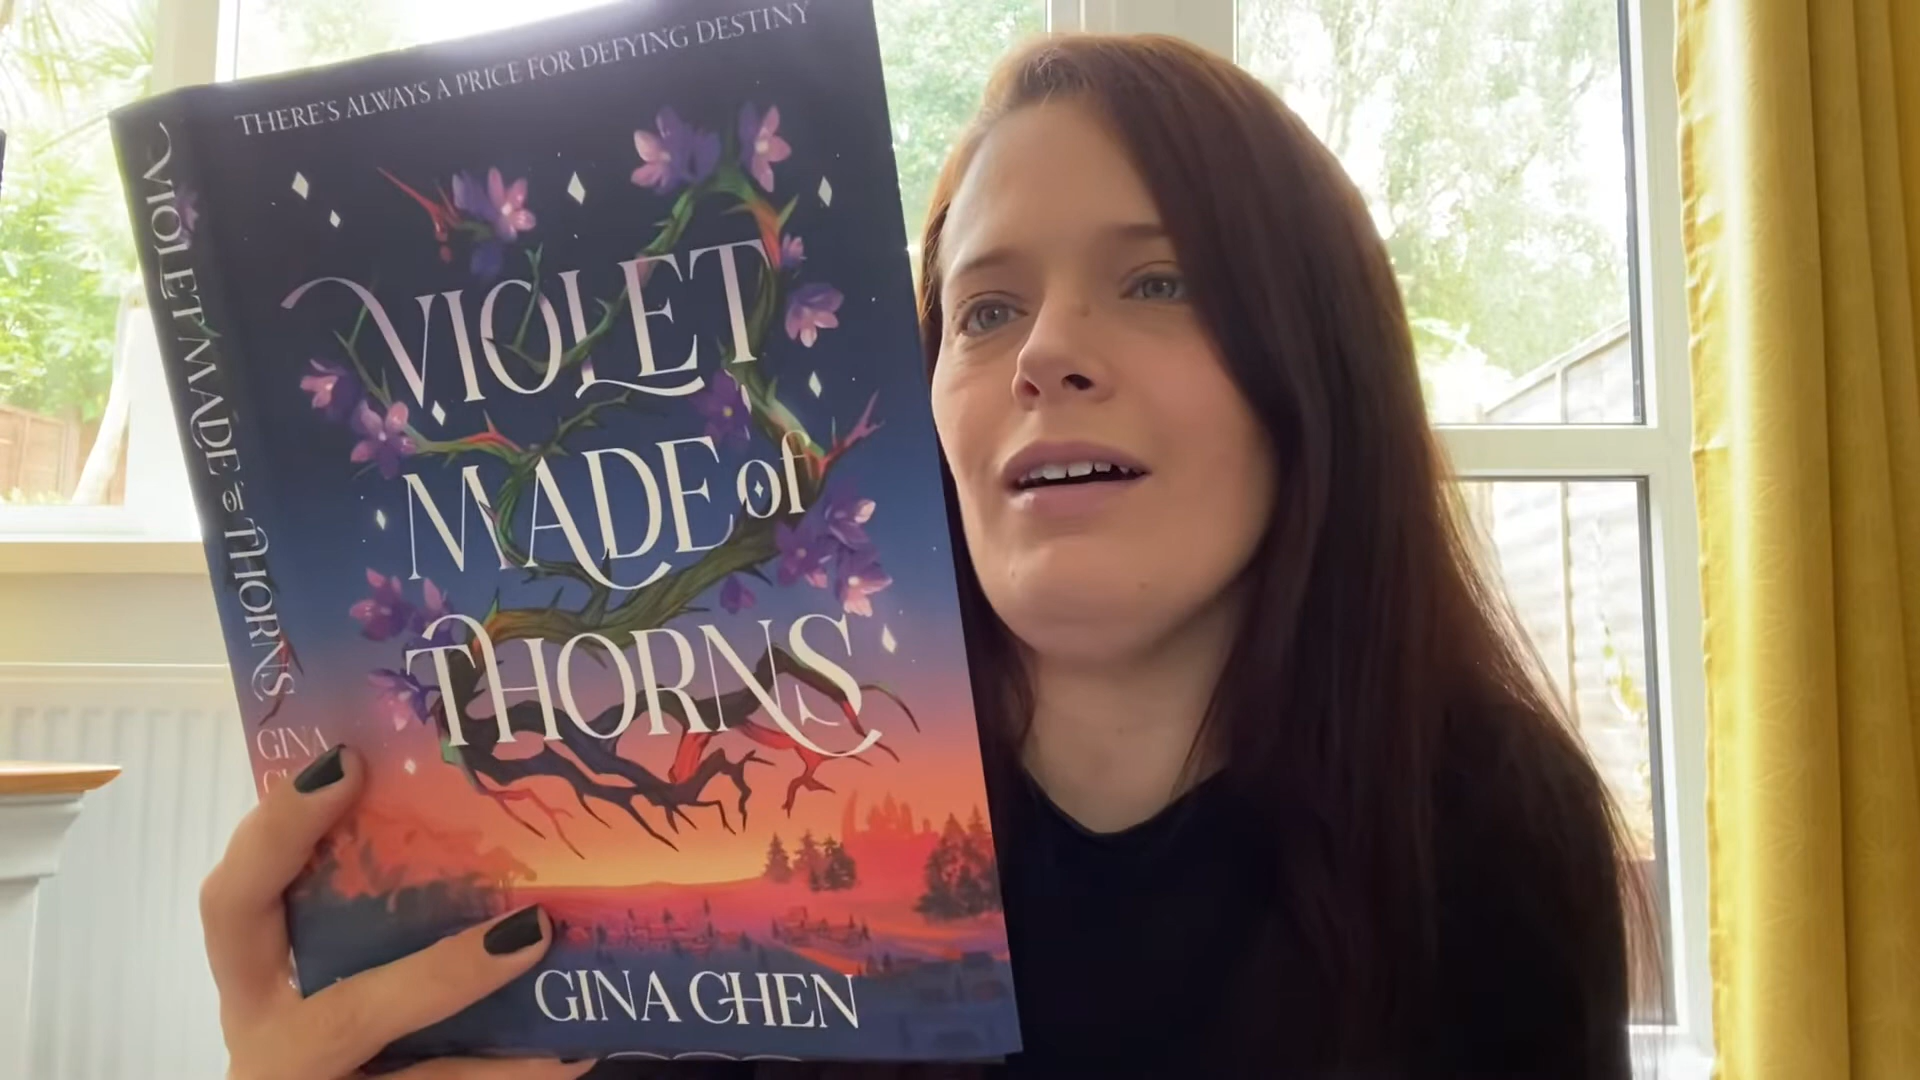 THERE'S ALWAYS A PRICE FOR DEFYING DESTINY
VIOLET
MADE of
THORNS
GINA CHEN
VIOLET MADE of THORNS
GINA